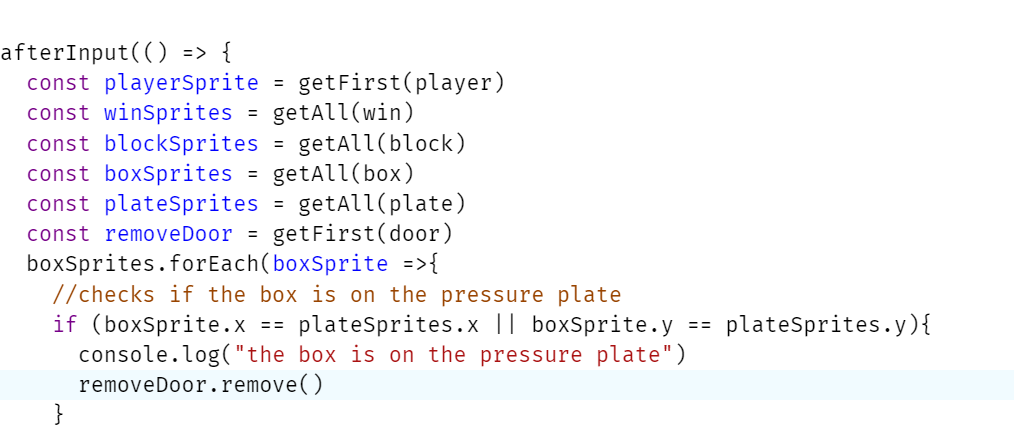 afterInput(() => {
  const playerSprite = getFirst(player)
  const winSprites = getAll(win)
  const blockSprites = getAll(block)
  const boxSprites = getAll(box)
  const plateSprites = getAll(plate)
  const removeDoor = getFirst(door)
  boxSprites.forEach(boxSprite =>{
    //checks if the box is on the pressure plate
    if (boxSprite.x == plateSprites.x || boxSprite.y == plateSprites.y){
      console.log("the box is on the pressure plate")
      removeDoor.remove()
    }